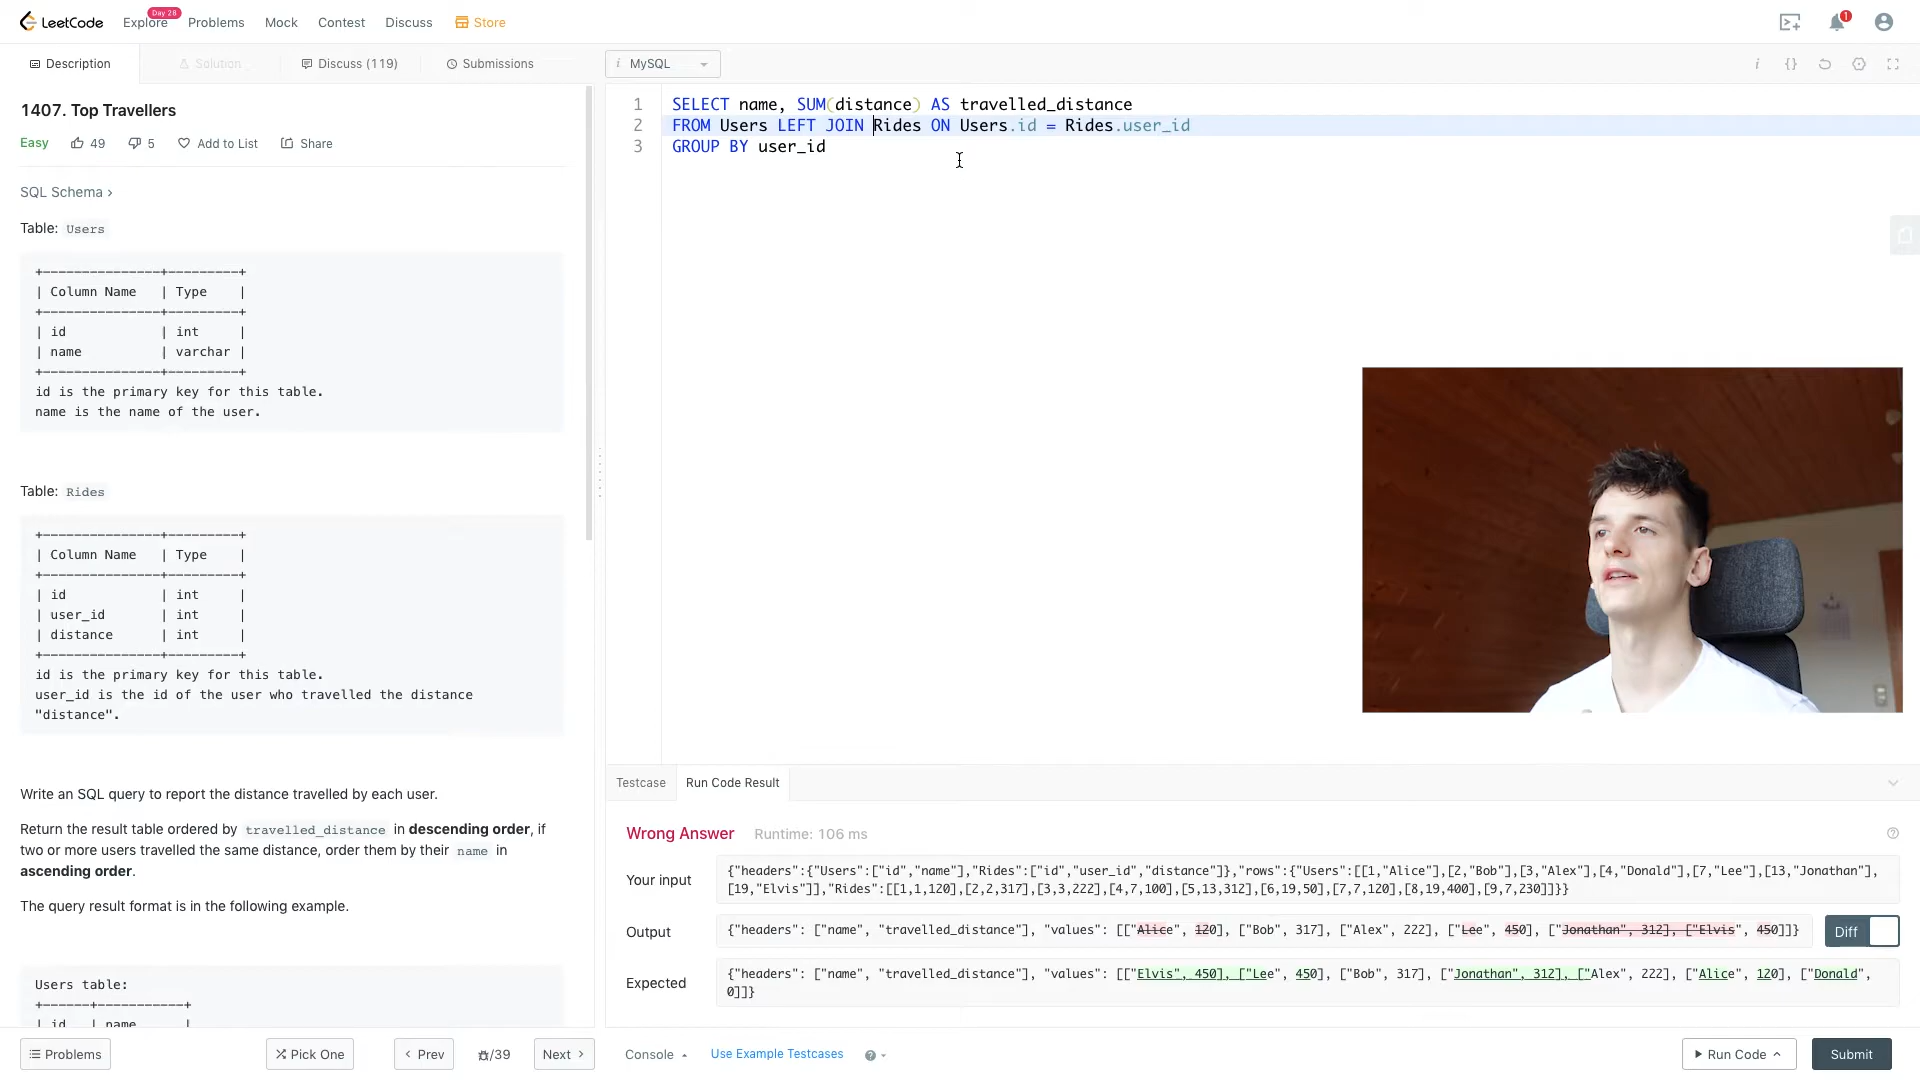 LeetCode
Explore
Day 28
Problems
Mock
Contest
Discuss
Store
1
Description
Solution
Discuss (119)
Submissions
i MySQL
i {}
1407. Top Travellers
Easy 49 5 Add to List Share
SQL Schema ›
Table: Users
+---------------+---------+
| Column Name   | Type    |
+---------------+---------+
| id            | int     |
| name          | varchar |
+---------------+---------+
id is the primary key for this table.
name is the name of the user.
Table: Rides
+---------------+---------+
| Column Name   | Type    |
+---------------+---------+
| id            | int     |
| user_id       | int     |
| distance      | int     |
+---------------+---------+
id is the primary key for this table.
user_id is the id of the user who travelled the distance
"distance".
Write an SQL query to report the distance travelled by each user.
Return the result table ordered by travelled_distance in descending order, if
two or more users travelled the same distance, order them by their name in
ascending order.
The query result format is in the following example.
Users table:
+------+-----------+
| id   | name      |
1 SELECT name, SUM(distance) AS travelled_distance
2 FROM Users LEFT JOIN Rides ON Users.id = Rides.user_id
3 GROUP BY user_id
Testcase
Run Code Result
Wrong Answer Runtime: 106 ms
Your input
{"headers":{"Users":["id","name"],"Rides":["id","user_id","distance"]},"rows":{"Users":[[1,"Alice"],[2,"Bob"],[3,"Alex"],[4,"Donald"],[7,"Lee"],[13,"Jonathan"],
[19,"Elvis"]],"Rides":[[1,1,120],[2,2,317],[3,3,222],[4,7,100],[5,13,312],[6,19,50],[7,7,120],[8,19,400],[9,7,230]]}}
Output
{"headers": ["name", "travelled_distance"], "values": [["Alice", 120], ["Bob", 317], ["Alex", 222], ["Lee", 450], ["Jonathan", 312], ["Elvis", 450]]}
Diff
Expected
{"headers": ["name", "travelled_distance"], "values": [["Elvis", 450], ["Lee", 450], ["Bob", 317], ["Jonathan", 312], ["Alex", 222], ["Alice", 120], ["Donald",
0]]}
Problems
Pick One
‹ Prev
/39
Next ›
Console
Use Example Testcases
Run Code
Submit